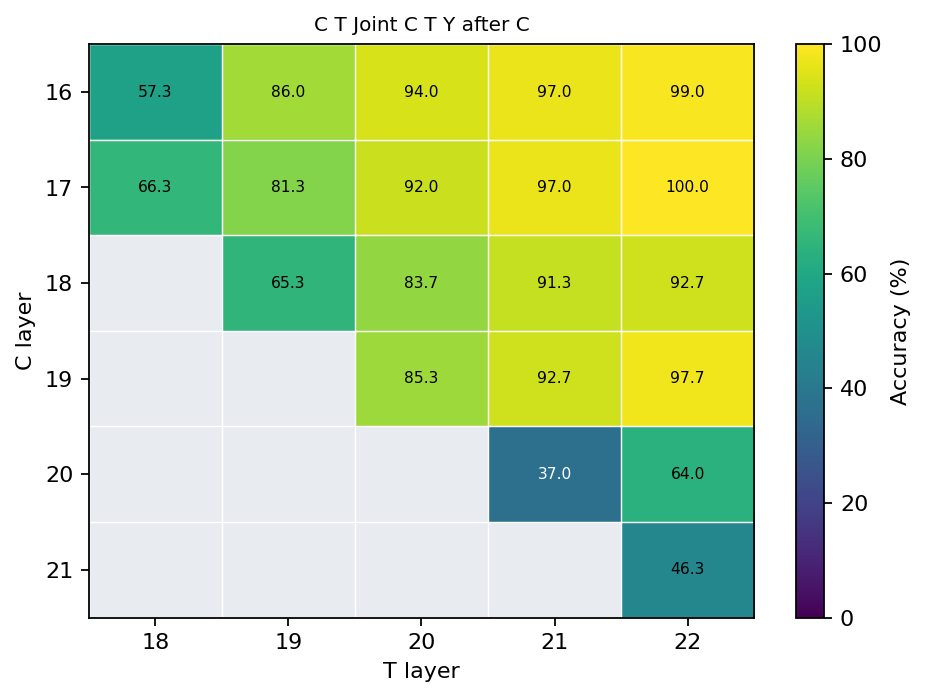 C T Joint C T Y after C
16 57.3 86.0 94.0 97.0 99.0
17 66.3 81.3 92.0 97.0 100.0
18 65.3 83.7 91.3 92.7
19 85.3 92.7 97.7
20 37.0 64.0
21 46.3
18 19 20 21 22
T layer
C layer
100
80
60
40
20
0
Accuracy (%)